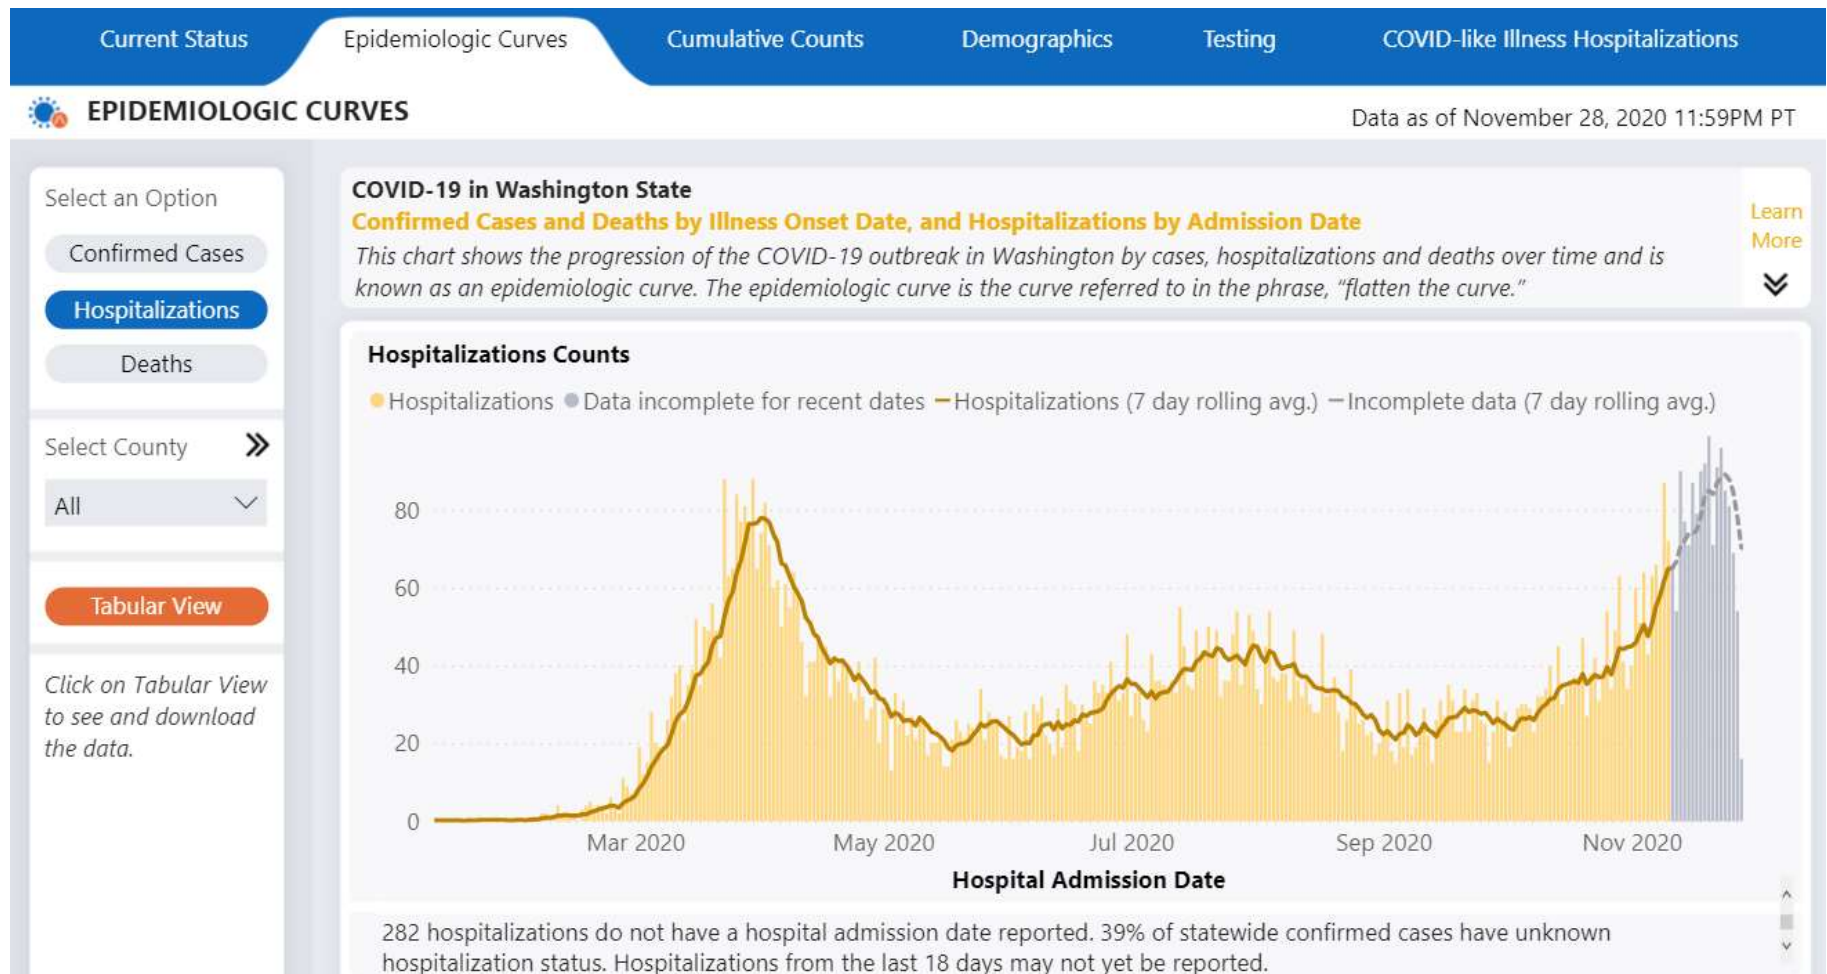 Current Status
Epidemiologic Curves
Cumulative Counts
Demographics
Testing
COVID-like Illness Hospitalizations
EPIDEMIOLOGIC CURVES
Data as of November 28, 2020 11:59PM PT
Select an Option
Confirmed Cases
Hospitalizations
Deaths
Select County
All
Tabular View
Click on Tabular View
to see and download
the data.
COVID-19 in Washington State
Confirmed Cases and Deaths by Illness Onset Date, and Hospitalizations by Admission Date
This chart shows the progression of the COVID-19 outbreak in Washington by cases, hospitalizations and deaths over time and is
known as an epidemiologic curve. The epidemiologic curve is the curve referred to in the phrase, “flatten the curve.”
Learn
More
Hospitalizations Counts
Hospitalizations
Data incomplete for recent dates
Hospitalizations (7 day rolling avg.)
Incomplete data (7 day rolling avg.)
80
60
40
20
0
Mar 2020
May 2020
Jul 2020
Sep 2020
Nov 2020
Hospital Admission Date
282 hospitalizations do not have a hospital admission date reported. 39% of statewide confirmed cases have unknown
hospitalization status. Hospitalizations from the last 18 days may not yet be reported.